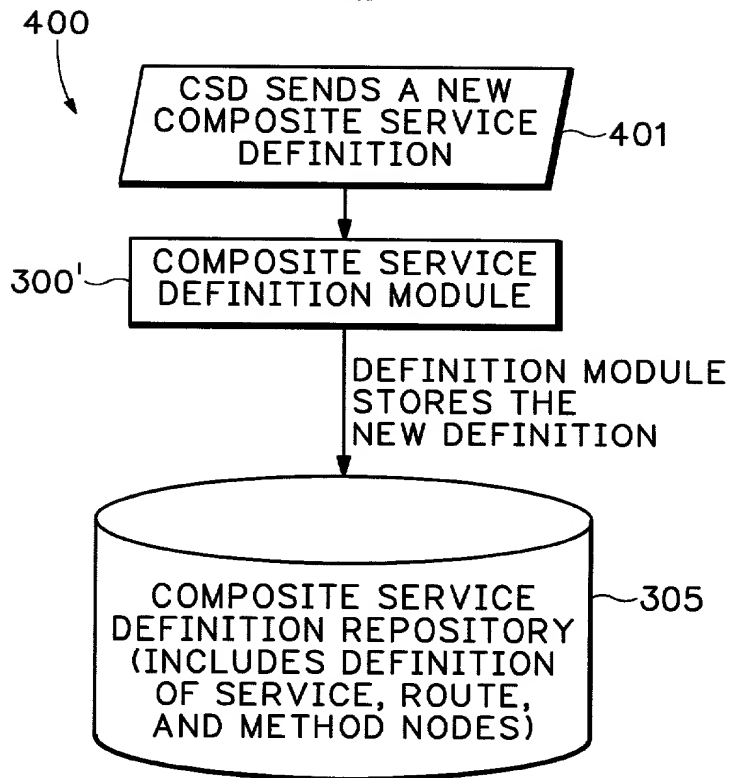 400
CSD SENDS A NEW
COMPOSITE SERVICE
DEFINITION
401
300'
COMPOSITE SERVICE
DEFINITION MODULE
DEFINITION MODULE
STORES THE
NEW DEFINITION
COMPOSITE SERVICE
DEFINITION REPOSITORY
(INCLUDES DEFINITION
OF SERVICE, ROUTE,
AND METHOD NODES)
305